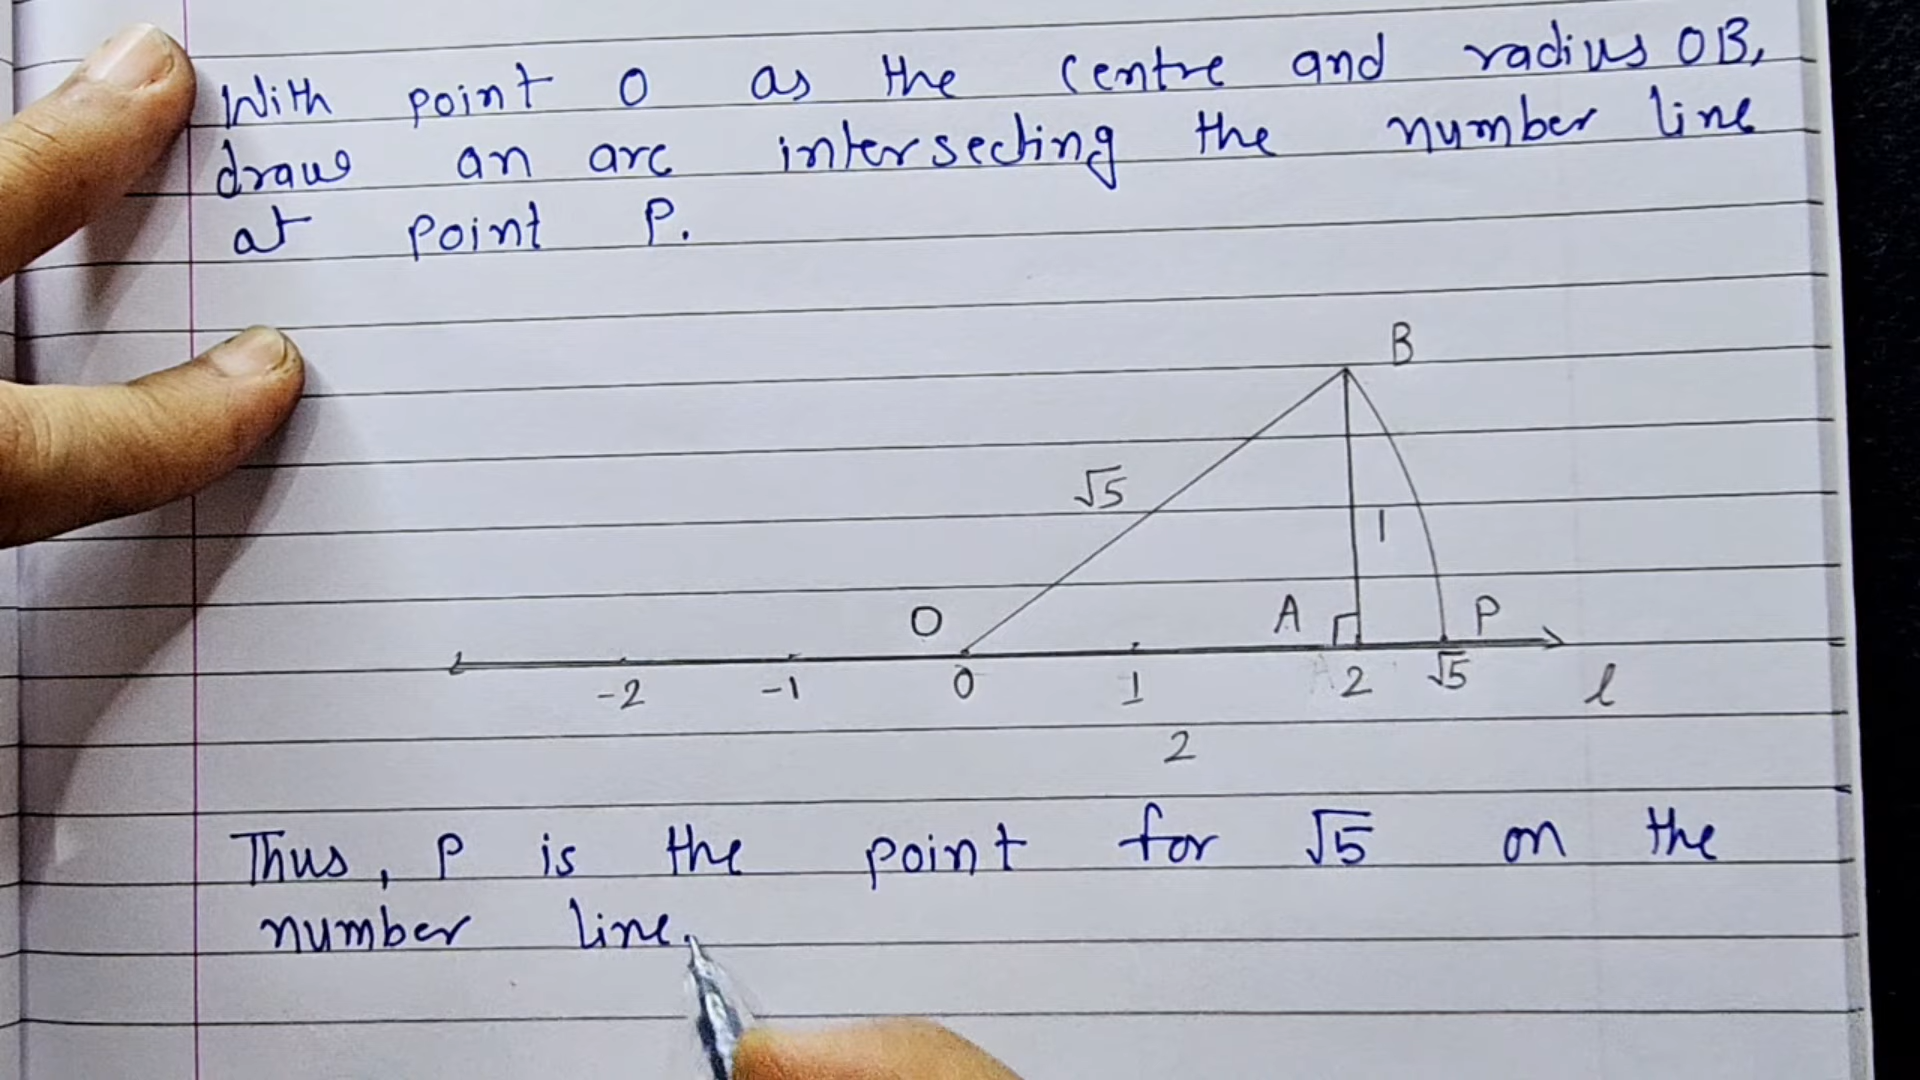 With point O as the centre and radius OB,
draw an arc intersecting the number line
at point P.
B
√5
1
O A P
-2 -1 0 1 2 √5 l
2
Thus, P is the point for √5 on the
number line.